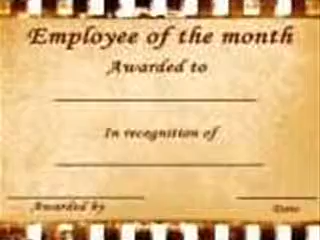 Employee of the month
Awarded to
In recognition of
Awarded by Date